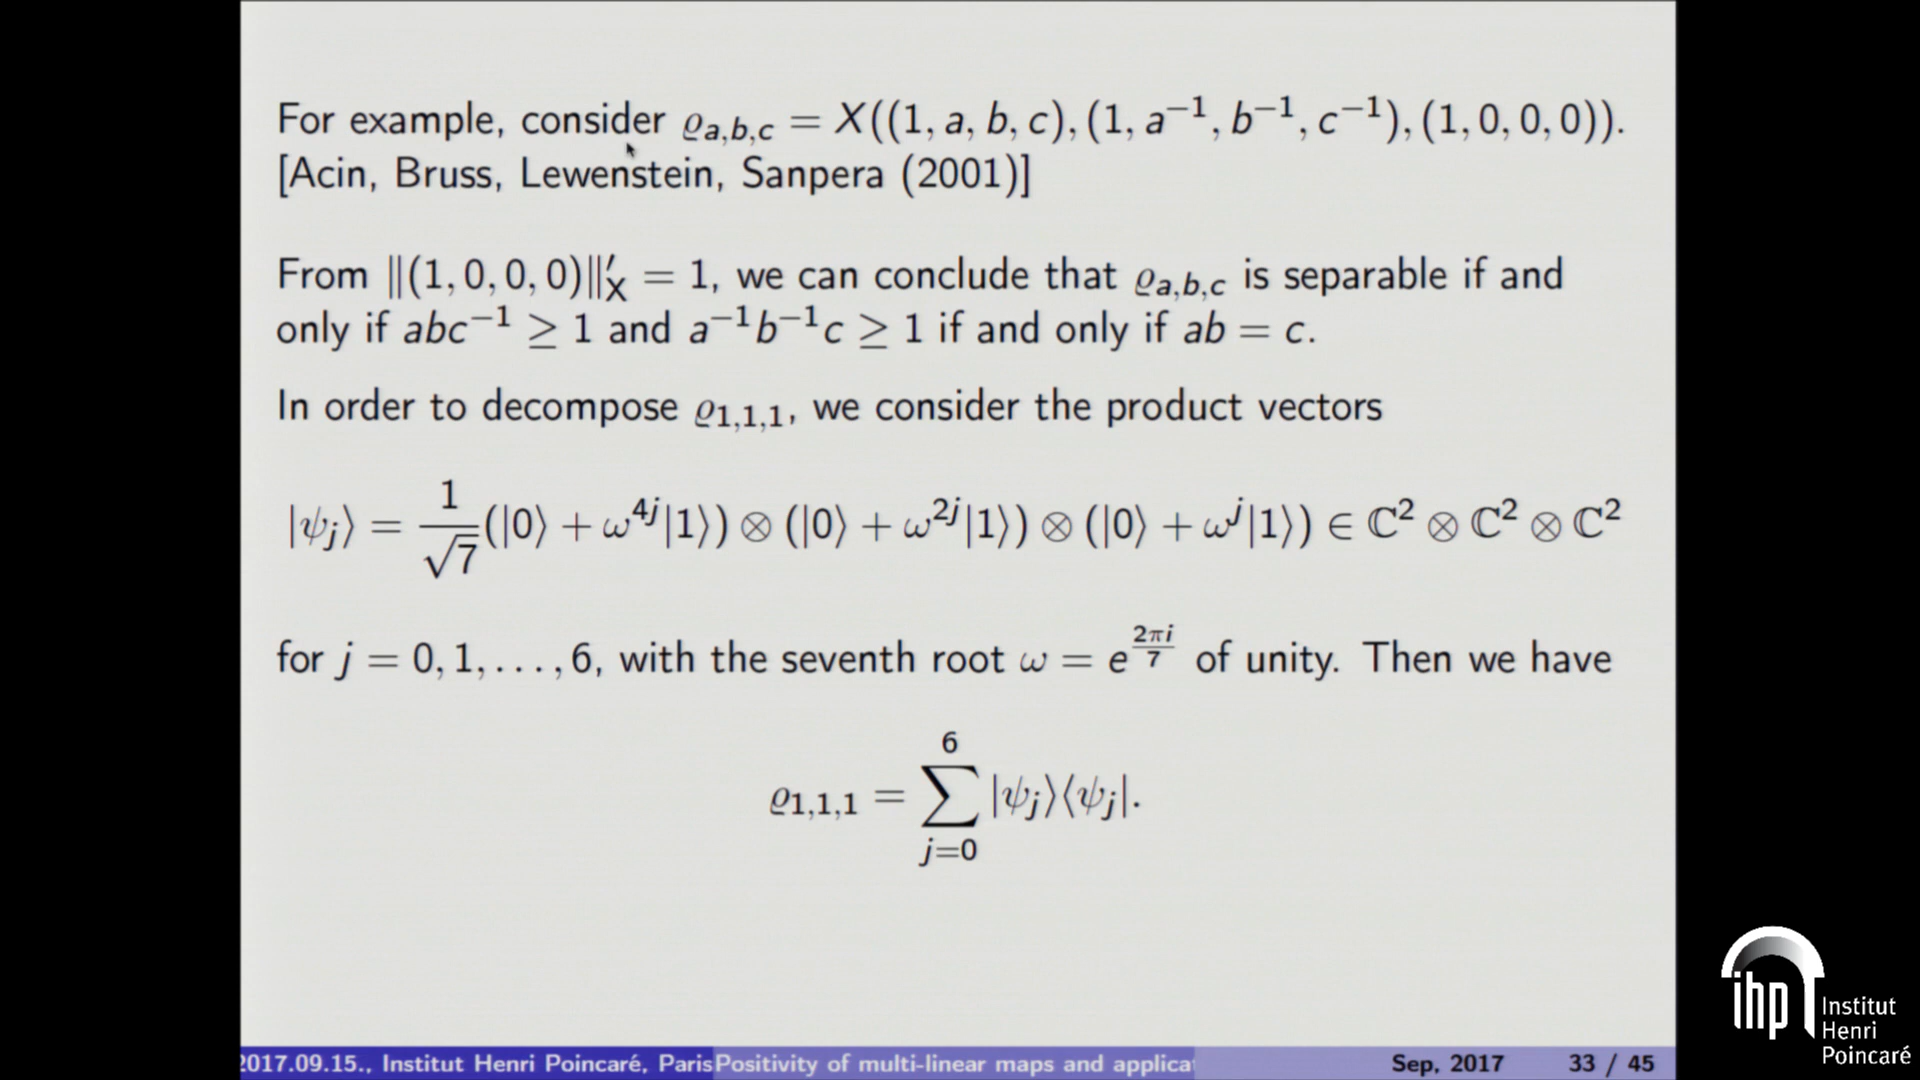 For example, consider ϱ_{a,b,c} = X((1, a, b, c), (1, a^{-1}, b^{-1}, c^{-1}), (1, 0, 0, 0)).
[Acin, Bruss, Lewenstein, Sanpera (2001)]
From ‖(1, 0, 0, 0)‖′_X = 1, we can conclude that ϱ_{a,b,c} is separable if and
only if abc^{-1} ≥ 1 and a^{-1}b^{-1}c ≥ 1 if and only if ab = c.
In order to decompose ϱ_{1,1,1}, we consider the product vectors
|ψ_j⟩ = \frac{1}{√7}(|0⟩ + ω^{4j}|1⟩) ⊗ (|0⟩ + ω^{2j}|1⟩) ⊗ (|0⟩ + ω^j|1⟩) ∈ ℂ² ⊗ ℂ² ⊗ ℂ²
for j = 0, 1, . . . , 6, with the seventh root ω = e^{\frac{2πi}{7}} of unity. Then we have
ϱ_{1,1,1} = \sum_{j=0}^{6} |ψ_j⟩⟨ψ_j|.
2017.09.15., Institut Henri Poincaré, Paris Positivity of multi-linear maps and Sep, 2017 33 / 45
ihp
Institut
Henri
Poincaré